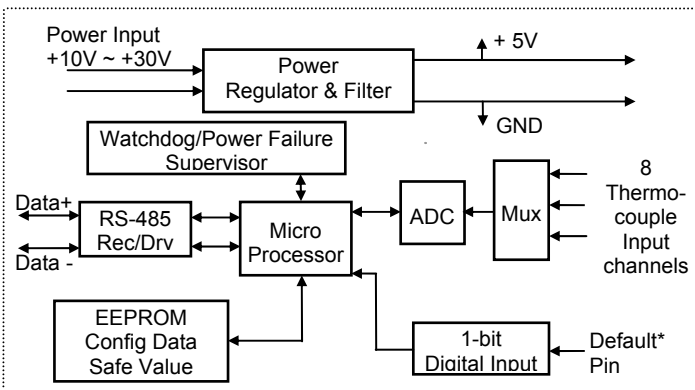 Power Input
+10V ~ +30V
Power
Regulator & Filter
+ 5V
GND
Watchdog/Power Failure
Supervisor
Data+
Data -
RS-485
Rec/Drv
Micro
Processor
ADC
Mux
8
Thermo-
couple
Input
channels
EEPROM
Config Data
Safe Value
1-bit
Digital Input
Default*
Pin